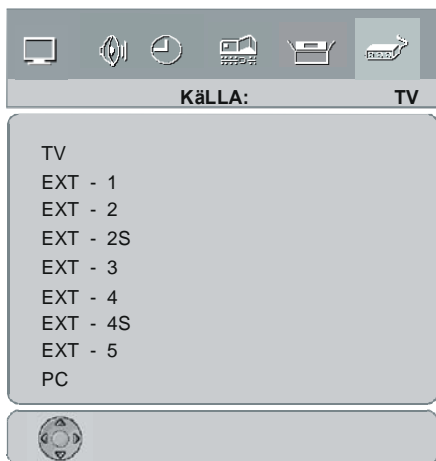 KäLLA: TV
TV
EXT - 1
EXT - 2
EXT - 2S
EXT - 3
EXT - 4
EXT - 4S
EXT - 5
PC